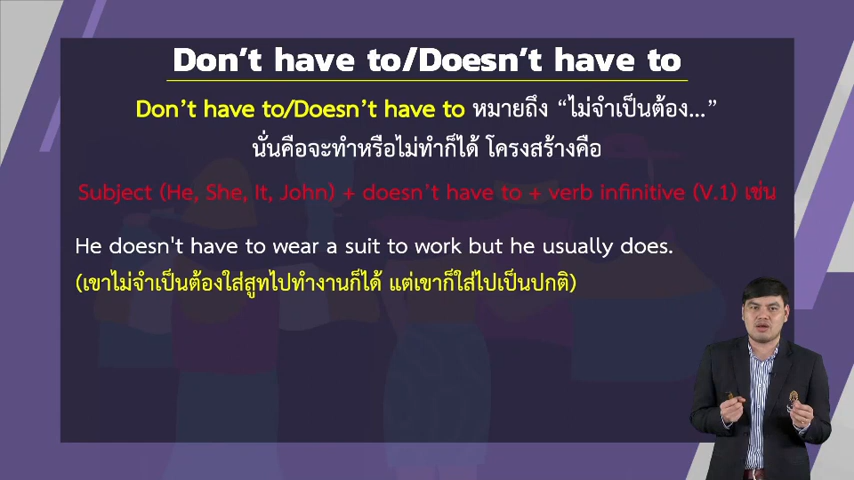 Don't have to/Doesn't have to
Don't have to/Doesn't have to หมายถึง “ไม่จำเป็นต้อง...”
นั่นคือจะทำหรือไม่ทำก็ได้ โครงสร้างคือ
Subject (He, She, It, John) + doesn't have to + verb infinitive (V.1) เช่น
He doesn't have to wear a suit to work but he usually does.
(เขาไม่จำเป็นต้องใส่สูทไปทำงานก็ได้ แต่เขาก็ใส่ไปเป็นปกติ)